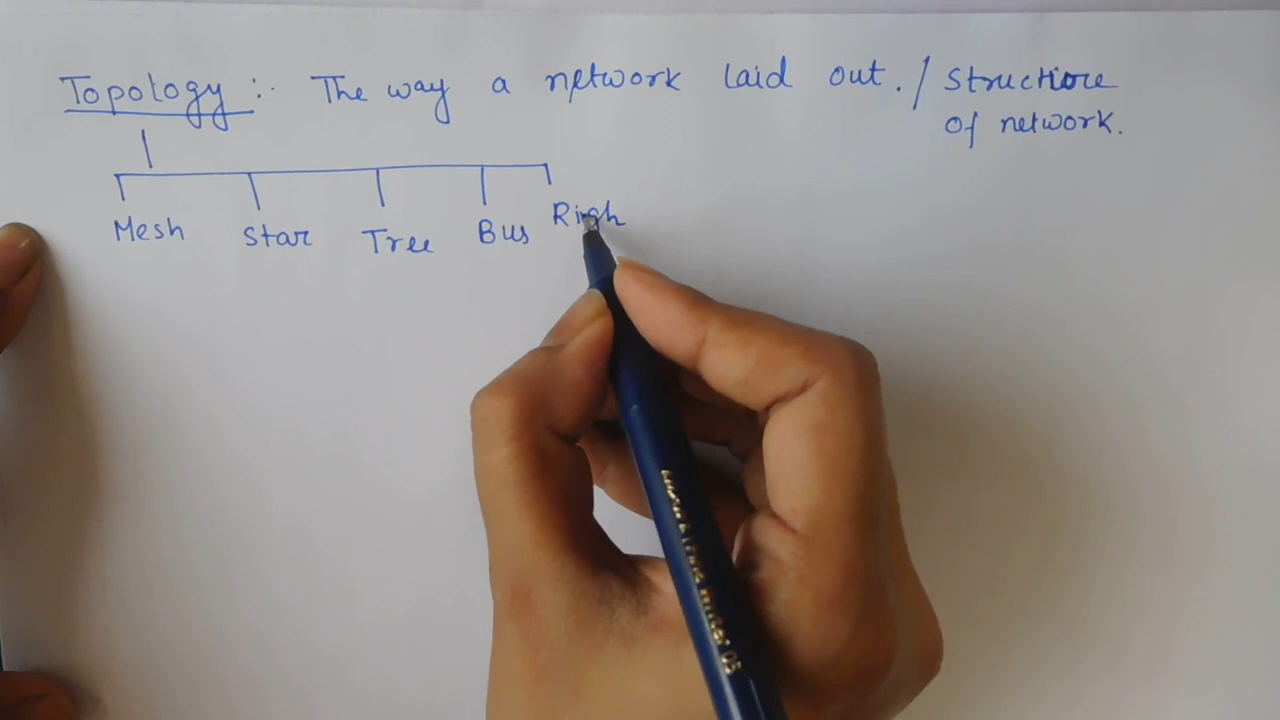 Topology :- The way a network laid out. / Structure
of network.
Mesh Star Tree Bus